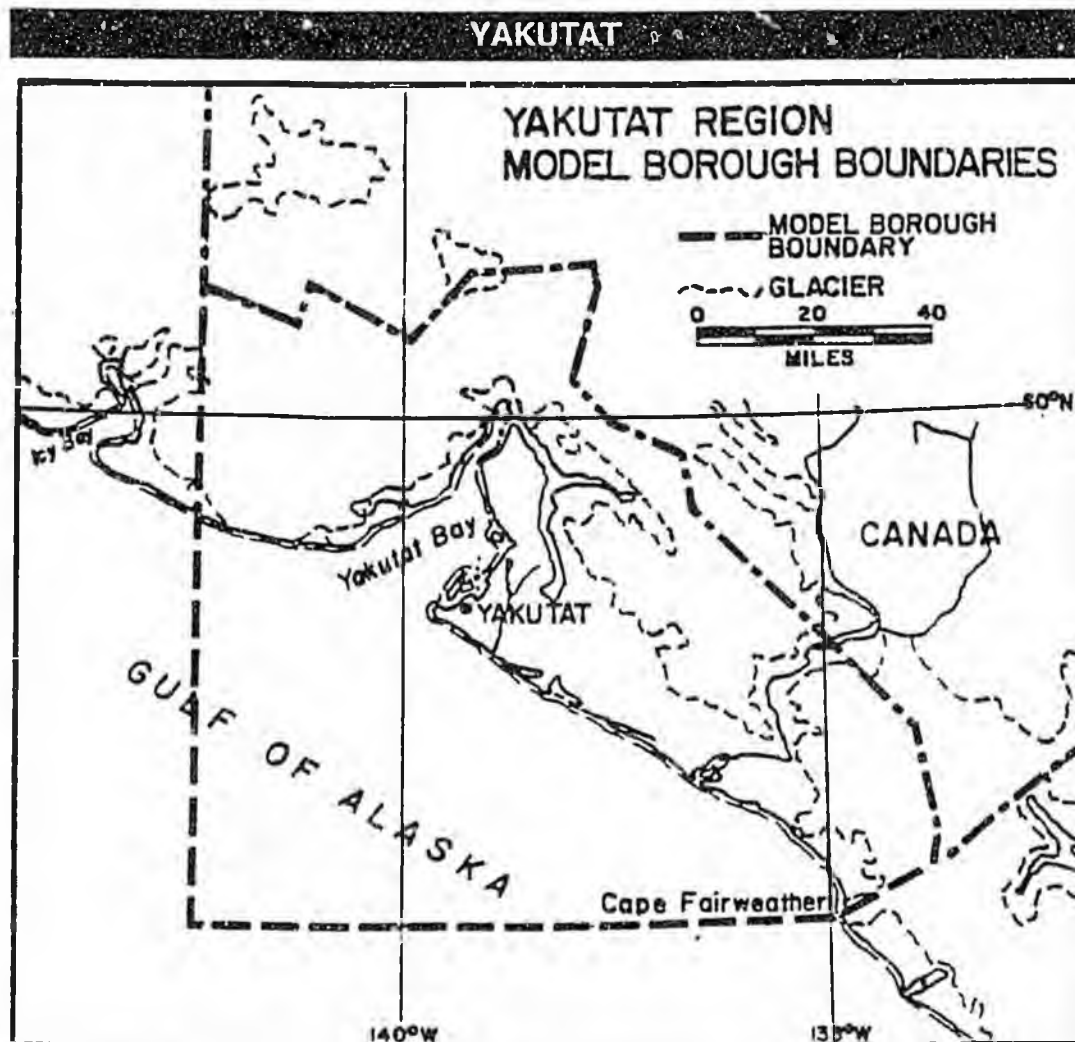 YAKUTAT
YAKUTAT REGION
MODEL BOROUGH BOUNDARIES
MODEL BOROUGH
BOUNDARY
GLACIER
0 20 40
MILES
60°N
Icy
CANADA
Yakutat Bay
YAKUTAT
GULF OF ALASKA
Cape Fairweather
140°W